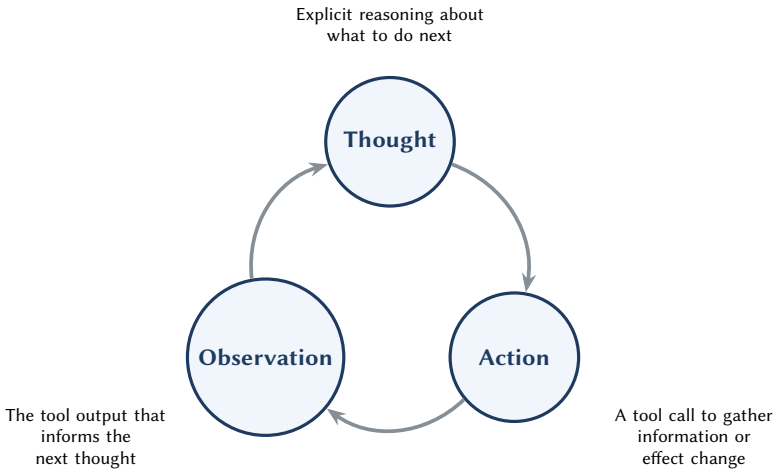 Explicit reasoning about
what to do next
Thought
Observation
Action
The tool output that
informs the
next thought
A tool call to gather
information or
effect change